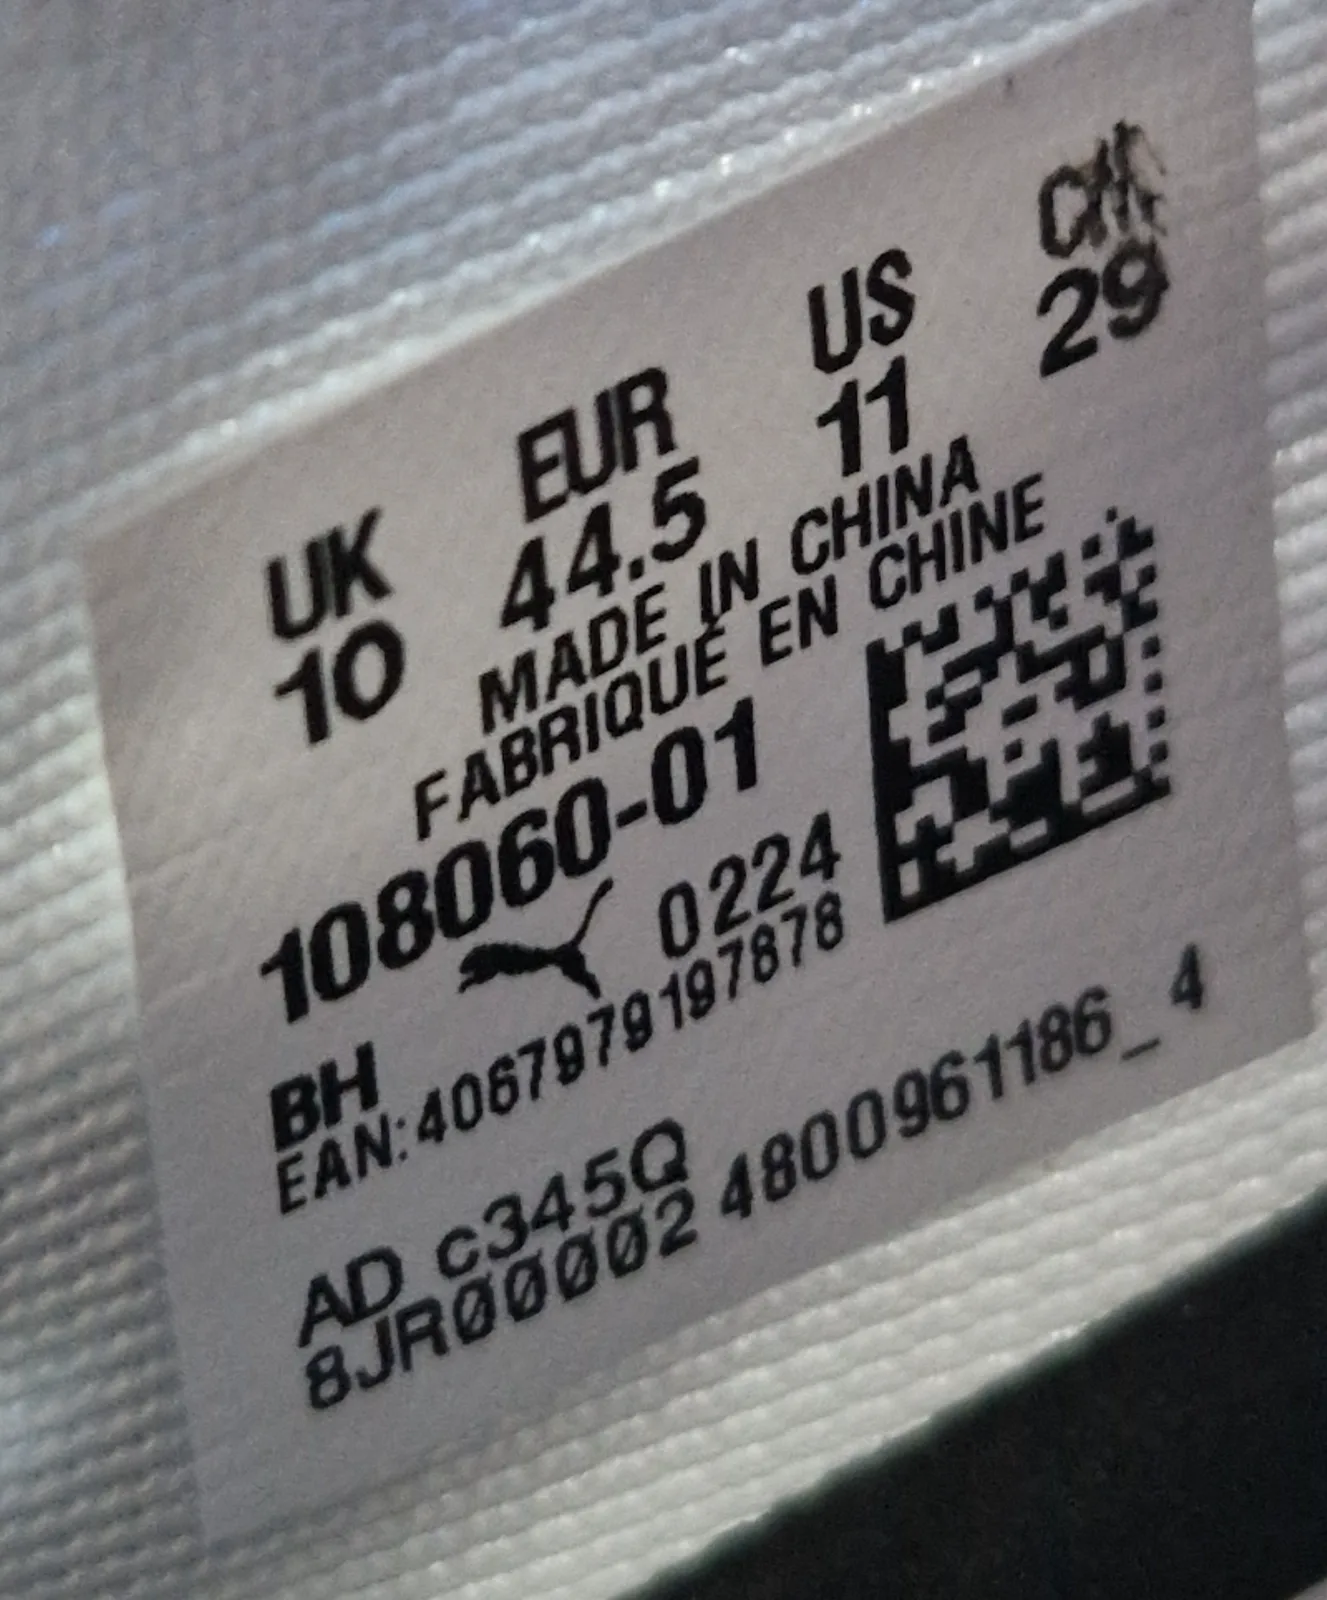 UK EUR US CM
10 44.5 11 29
MADE IN CHINA
FABRIQUÉ EN CHINE
108060-01
0224
BH
EAN:4067979197878
AD c345Q
8JR00002 4800961186_4